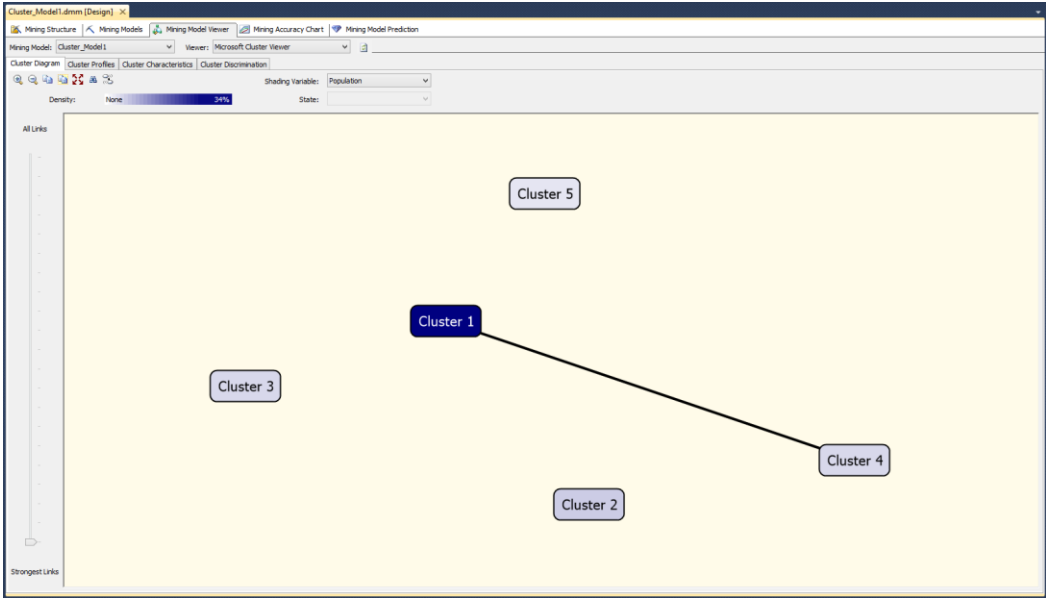 Cluster_Model1.dmm [Design]
Mining Structure Mining Models Mining Model Viewer Mining Accuracy Chart Mining Model Prediction
Mining Model: Cluster_Model1 Viewer: Microsoft Cluster Viewer
Cluster Diagram Cluster Profiles Cluster Characteristics Cluster Discrimination
Shading Variable: Population
Density: None 34% State:
All Links
Cluster 5
Cluster 1
Cluster 3
Cluster 4
Cluster 2
Strongest Links